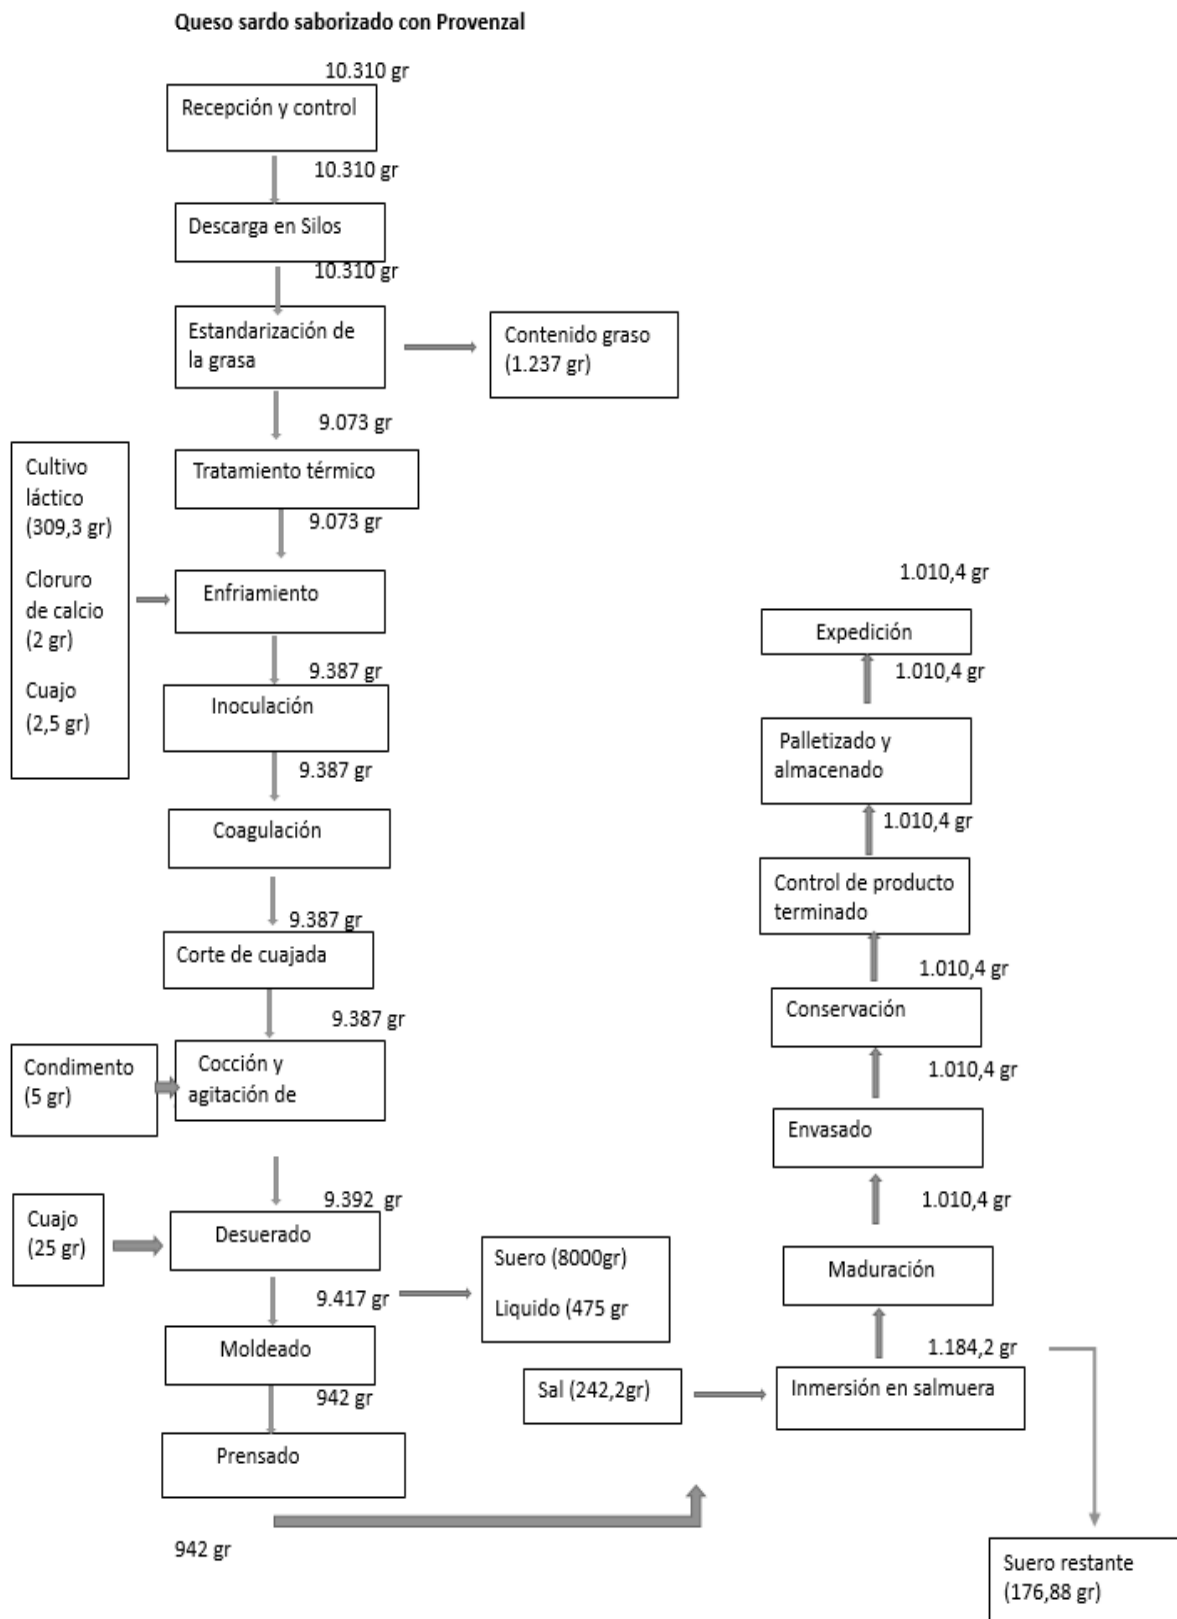 Queso sardo saborizado con Provenzal
10.310 gr
Recepción y control
10.310 gr
Descarga en Silos
10.310 gr
Estandarización de
la grasa
Contenido graso
(1.237 gr)
9.073 gr
Tratamiento térmico
9.073 gr
Cultivo
láctico
(309,3 gr)
Cloruro
de calcio
(2 gr)
Cuajo
(2,5 gr)
Enfriamiento
9.387 gr
Inoculación
9.387 gr
Coagulación
9.387 gr
Corte de cuajada
9.387 gr
Condimento
(5 gr)
Cocción y
agitación de
9.392 gr
Cuajo
(25 gr)
Desuerado
9.417 gr
Suero (8000gr)
Liquido (475 gr
Moldeado
942 gr
Prensado
942 gr
Sal (242,2gr)
Inmersión en salmuera
1.184,2 gr
Suero restante
(176,88 gr)
Maduración
1.010,4 gr
Envasado
1.010,4 gr
Conservación
1.010,4 gr
Control de producto
terminado
1.010,4 gr
Palletizado y
almacenado
1.010,4 gr
Expedición
1.010,4 gr